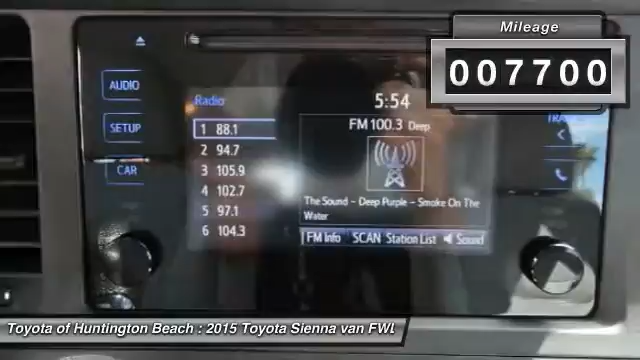 Mileage
007700
AUDIO
SETUP
CAR
Radio
5:54
FM 100.3 Deep
1 88.1
2 94.7
3 105.9
4 102.7
5 97.1
6 104.3
The Sound - Deep Purple - Smoke On The
Water
FM Info SCAN Station List Sound
Toyota of Huntington Beach : 2015 Toyota Sienna van FWD